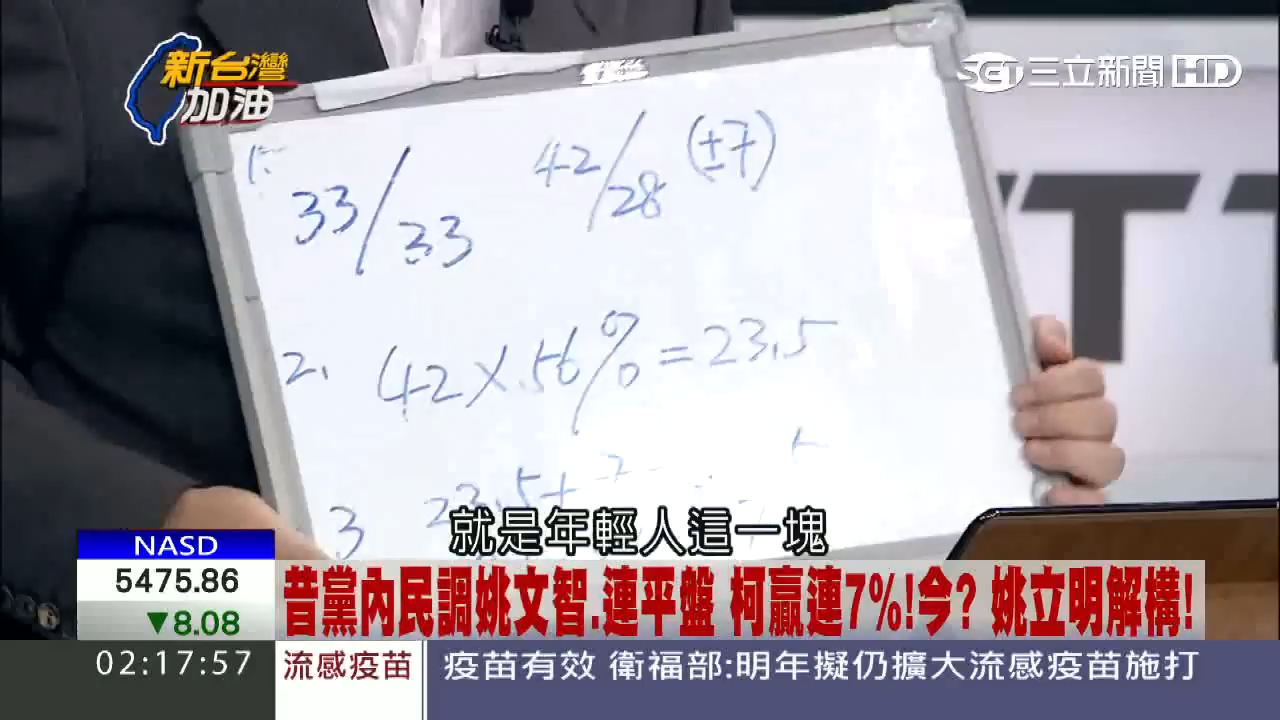 新台灣
加油
SET 三立新聞 HD
1.
33/33
42/28 (±7)
2. 42×.56% = 23.5
3 23.5+
就是年輕人這一塊
NASD
5475.86
▼8.08
昔黨內民調姚文智.連平盤 柯贏連7%!今? 姚立明解構!
02:17:57
流感疫苗
疫苗有效 衛福部:明年擬仍擴大流感疫苗施打